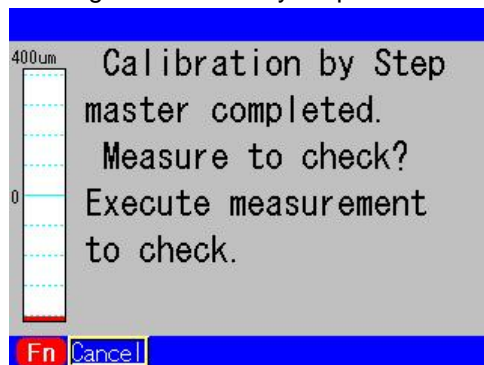 400um
Calibration by Step
master completed.
Measure to check?
0
Execute measurement
to check.
Fn Cancel